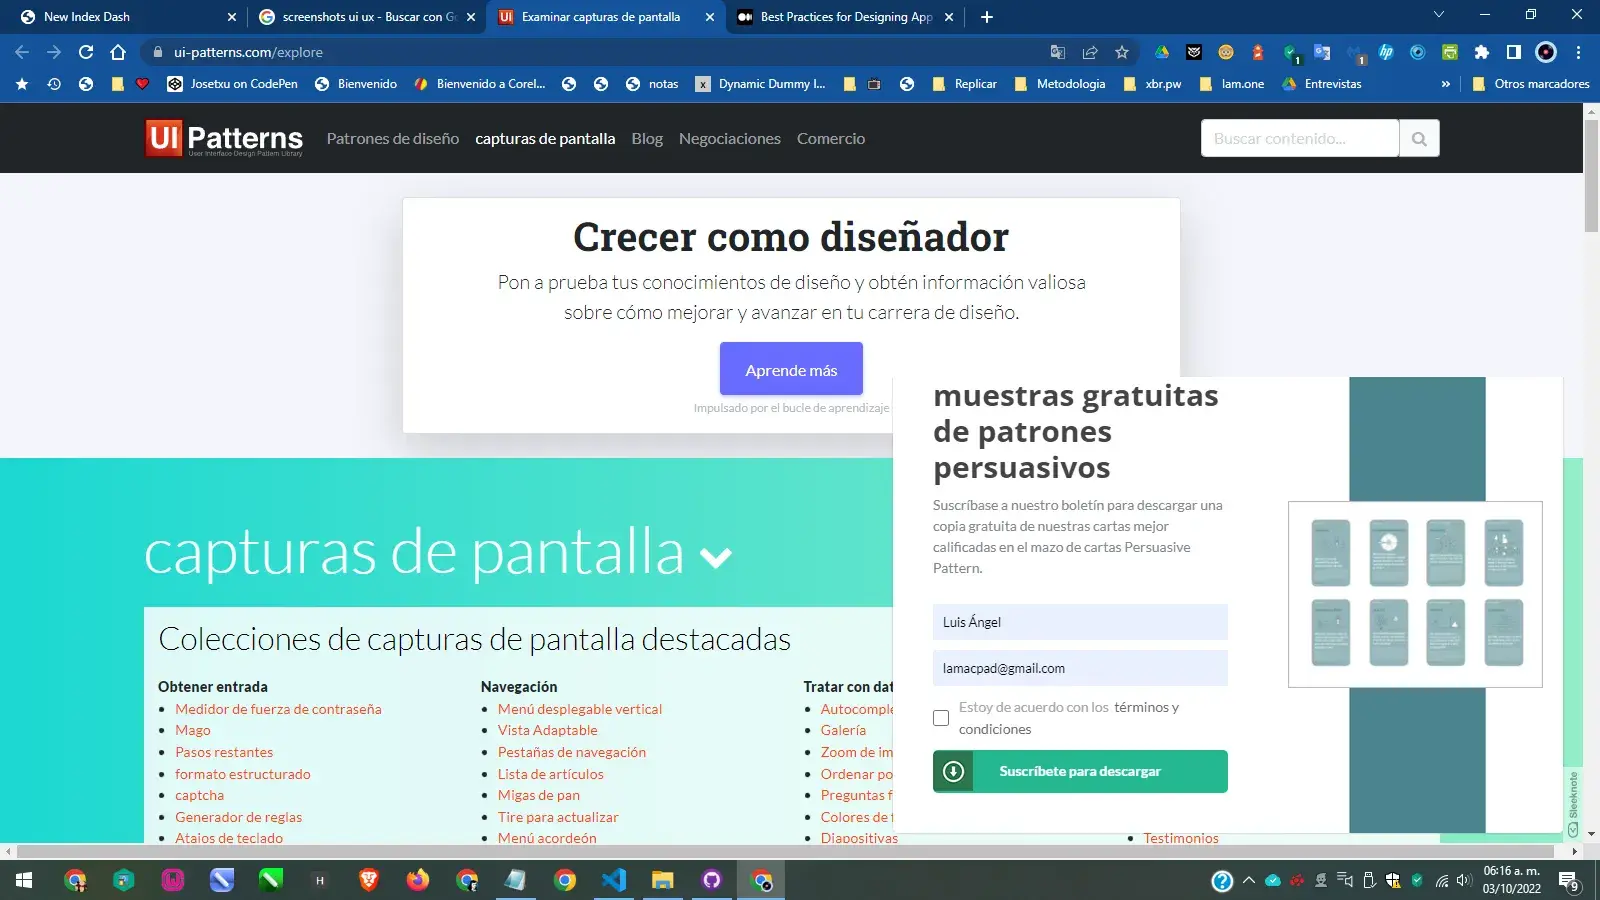 New Index Dash
screenshots ui ux - Buscar con Go
Examinar capturas de pantalla
Best Practices for Designing App
ui-patterns.com/explore
Josetxu on CodePen
Bienvenido
Bienvenido a Corel...
notas
Dynamic Dummy I...
Replicar
Metodologia
xbr.pw
Iam.one
Entrevistas
»
Otros marcadores
UI Patterns
User Interface Design Pattern Library
Patrones de diseño
capturas de pantalla
Blog
Negociaciones
Comercio
Buscar contenido...
Crecer como diseñador
Pon a prueba tus conocimientos de diseño y obtén información valiosa
sobre cómo mejorar y avanzar en tu carrera de diseño.
Aprende más
Impulsado por el bucle de aprendizaje
capturas de pantalla
Colecciones de capturas de pantalla destacadas
Obtener entrada
Medidor de fuerza de contraseña
Mago
Pasos restantes
formato estructurado
captcha
Generador de reglas
Atajos de teclado
Navegación
Menú desplegable vertical
Vista Adaptable
Pestañas de navegación
Lista de artículos
Migas de pan
Tire para actualizar
Menú acordeón
Tratar con dat
Autocomple
Galería
Zoom de im
Ordenar po
Preguntas f
Colores de f
Diapositivas
Testimonios
muestras gratuitas
de patrones
persuasivos
Suscríbase a nuestro boletín para descargar una
copia gratuita de nuestras cartas mejor
calificadas en el mazo de cartas Persuasive
Pattern.
Luis Ángel
lamacpad@gmail.com
Estoy de acuerdo con los términos y
condiciones
Suscríbete para descargar
Sleeknote
06:16 a. m.
03/10/2022
9